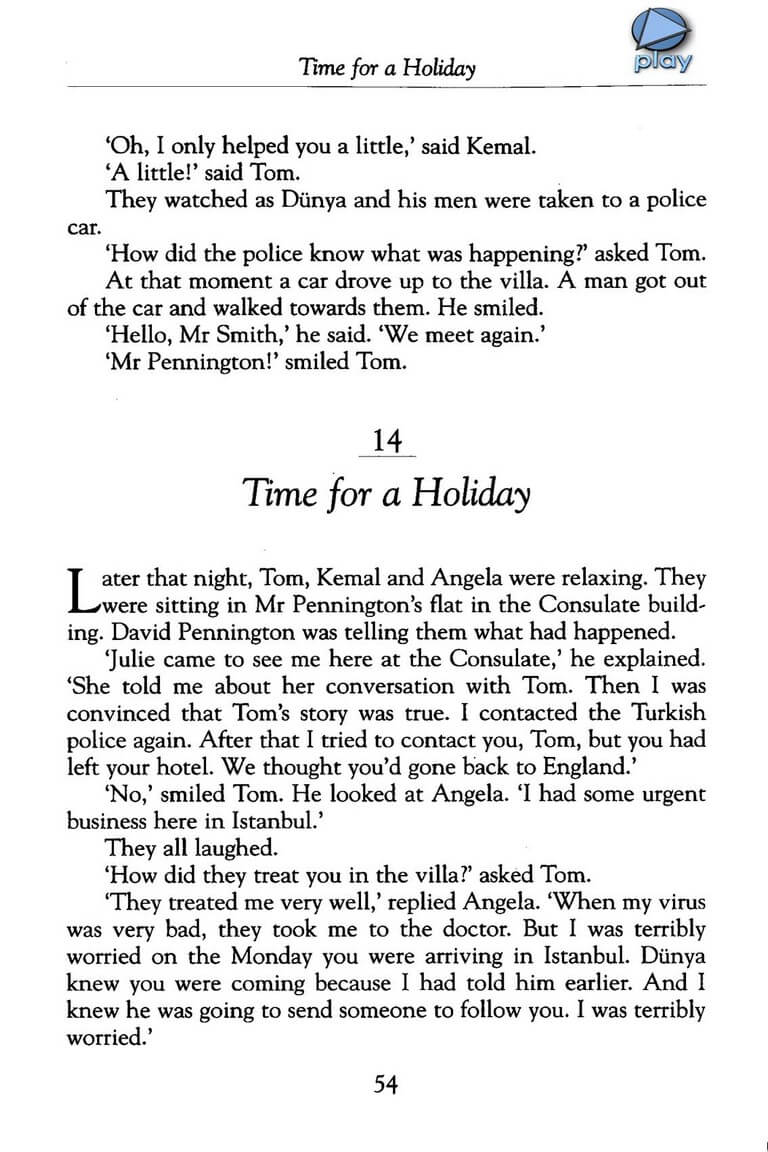 Time for a Holiday
play
‘Oh, I only helped you a little,’ said Kemal.
‘A little!’ said Tom.
They watched as Dünya and his men were taken to a police
car.
‘How did the police know what was happening?’ asked Tom.
At that moment a car drove up to the villa. A man got out
of the car and walked towards them. He smiled.
‘Hello, Mr Smith,’ he said. ‘We meet again.’
‘Mr Pennington!’ smiled Tom.
14
Time for a Holiday
Later that night, Tom, Kemal and Angela were relaxing. They
were sitting in Mr Pennington’s flat in the Consulate build-
ing. David Pennington was telling them what had happened.
‘Julie came to see me here at the Consulate,’ he explained.
‘She told me about her conversation with Tom. Then I was
convinced that Tom’s story was true. I contacted the Turkish
police again. After that I tried to contact you, Tom, but you had
left your hotel. We thought you’d gone back to England.’
‘No,’ smiled Tom. He looked at Angela. ‘I had some urgent
business here in Istanbul.’
They all laughed.
‘How did they treat you in the villa?’ asked Tom.
‘They treated me very well,’ replied Angela. ‘When my virus
was very bad, they took me to the doctor. But I was terribly
worried on the Monday you were arriving in Istanbul. Dünya
knew you were coming because I had told him earlier. And I
knew he was going to send someone to follow you. I was terribly
worried.’
54